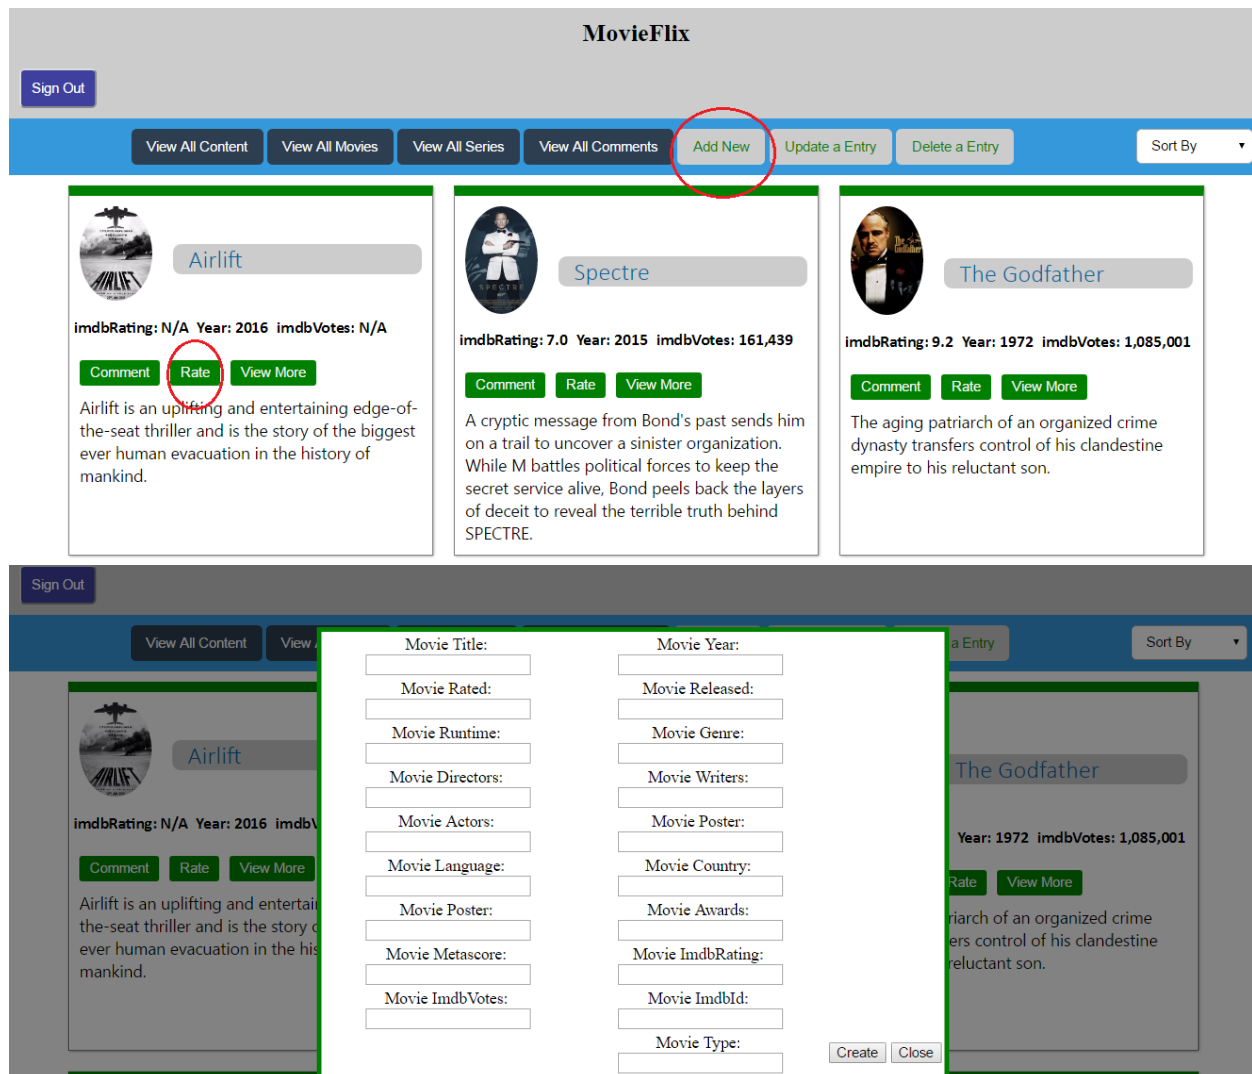 MovieFlix
Sign Out
View All Content View All Movies View All Series View All Comments Add New Update a Entry Delete a Entry Sort By
AIRLIFT
Airlift
imdbRating: N/A Year: 2016 imdbVotes: N/A
Comment Rate View More
Airlift is an uplifting and entertaining edge-of-
the-seat thriller and is the story of the biggest
ever human evacuation in the history of
mankind.
SPECTRE
Spectre
imdbRating: 7.0 Year: 2015 imdbVotes: 161,439
Comment Rate View More
A cryptic message from Bond's past sends him
on a trail to uncover a sinister organization.
While M battles political forces to keep the
secret service alive, Bond peels back the layers
of deceit to reveal the terrible truth behind
SPECTRE.
The Godfather
The Godfather
imdbRating: 9.2 Year: 1972 imdbVotes: 1,085,001
Comment Rate View More
The aging patriarch of an organized crime
dynasty transfers control of his clandestine
empire to his reluctant son.
Sign Out
View All Content View a Entry Sort By
AIRLIFT
Airlift
imdbRating: N/A Year: 2016 imdbV
Comment Rate View More
Airlift is an uplifting and entertai
the-seat thriller and is the story o
ever human evacuation in the his
mankind.
Movie Title: Movie Year:
Movie Rated: Movie Released:
Movie Runtime: Movie Genre:
Movie Directors: Movie Writers:
Movie Actors: Movie Poster:
Movie Language: Movie Country:
Movie Poster: Movie Awards:
Movie Metascore: Movie ImdbRating:
Movie ImdbVotes: Movie ImdbId:
Movie Type:
Create Close
The Godfather
Year: 1972 imdbVotes: 1,085,001
Rate View More
riarch of an organized crime
ers control of his clandestine
reluctant son.